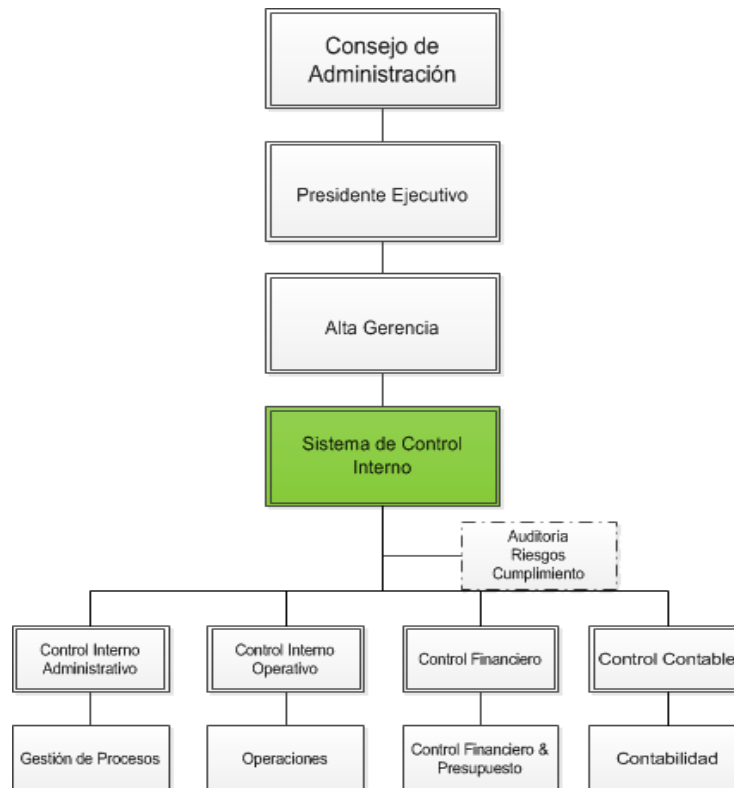 Consejo de
Administración
Presidente Ejecutivo
Alta Gerencia
Sistema de Control
Interno
Auditoria
Riesgos
Cumplimiento
Control Interno
Administrativo
Control Interno
Operativo
Control Financiero
Control Contable
Gestión de Procesos
Operaciones
Control Financiero &
Presupuesto
Contabilidad